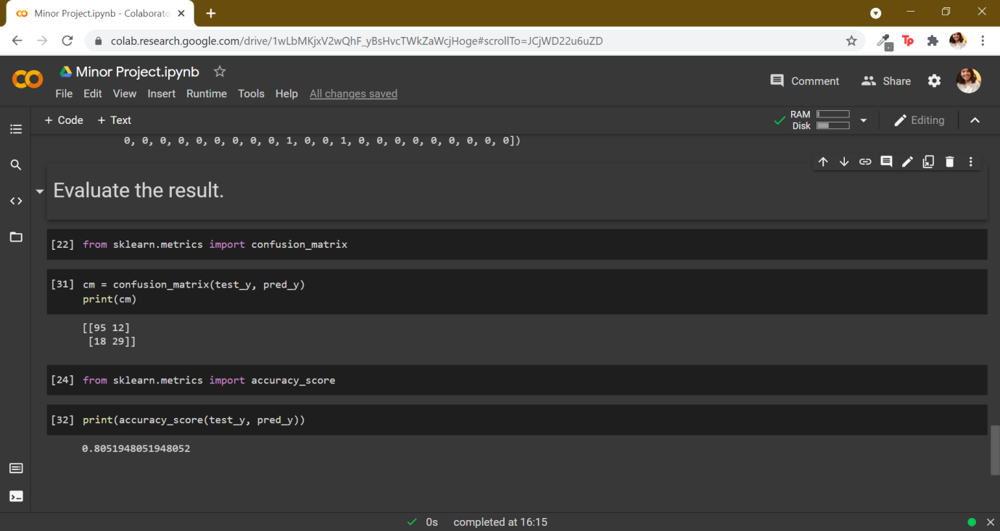 Minor Project.ipynb - Colaborato
colab.research.google.com/drive/1wLbMKjxV2wQhF_yBsHvcTWkZaWcjHoge#scrollTo=JCjWD22u6uZD
Tp
Minor Project.ipynb
Comment
Share
File Edit View Insert Runtime Tools Help All changes saved
+ Code + Text
RAM
Disk
Editing
0, 0, 0, 0, 0, 0, 0, 0, 0, 1, 0, 0, 1, 0, 0, 0, 0, 0, 0, 0, 0, 0])
Evaluate the result.
[22] from sklearn.metrics import confusion_matrix
[31] cm = confusion_matrix(test_y, pred_y)
print(cm)
[[95 12]
[18 29]]
[24] from sklearn.metrics import accuracy_score
[32] print(accuracy_score(test_y, pred_y))
0.8051948051948052
0s completed at 16:15